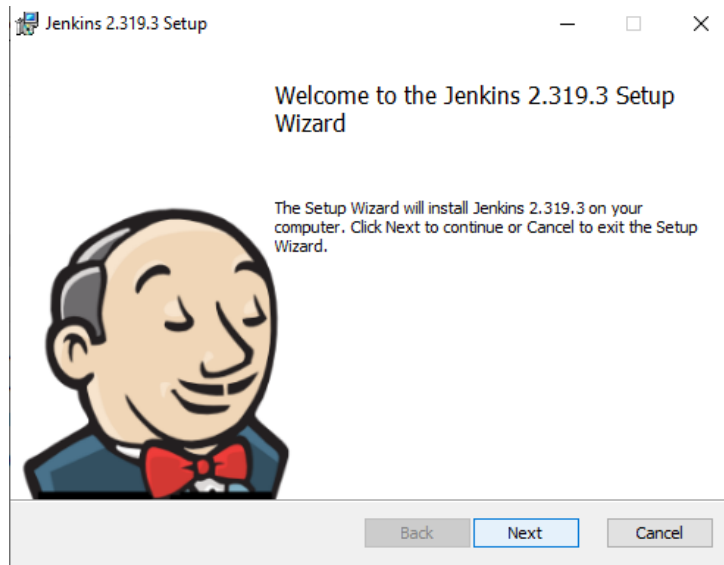 Jenkins 2.319.3 Setup
Welcome to the Jenkins 2.319.3 Setup
Wizard
The Setup Wizard will install Jenkins 2.319.3 on your
computer. Click Next to continue or Cancel to exit the Setup
Wizard.
Back Next Cancel